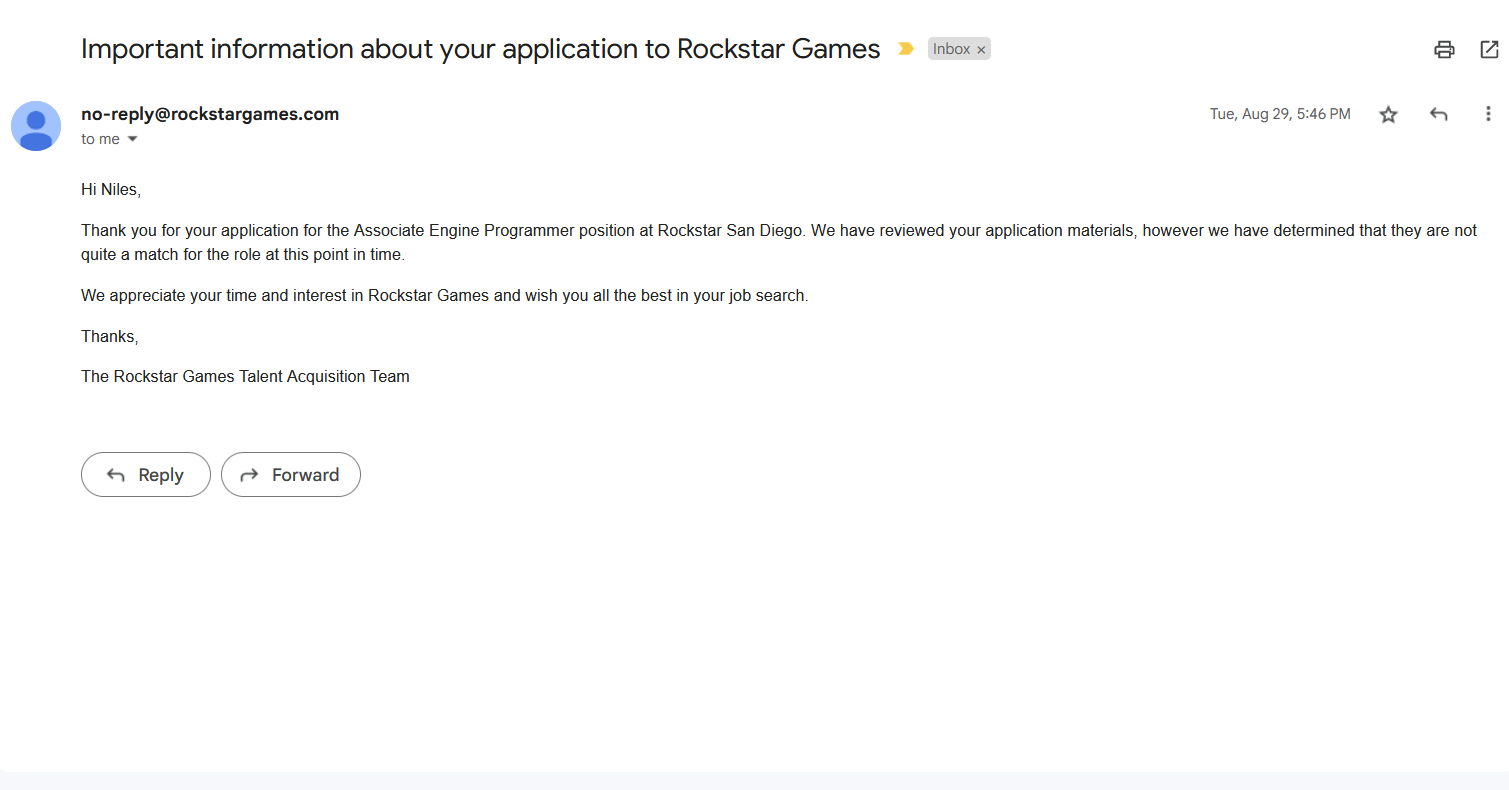 Important information about your application to Rockstar Games Inbox ×
no-reply@rockstargames.com Tue, Aug 29, 5:46 PM
to me
Hi Niles,
Thank you for your application for the Associate Engine Programmer position at Rockstar San Diego. We have reviewed your application materials, however we have determined that they are not
quite a match for the role at this point in time.
We appreciate your time and interest in Rockstar Games and wish you all the best in your job search.
Thanks,
The Rockstar Games Talent Acquisition Team
Reply Forward